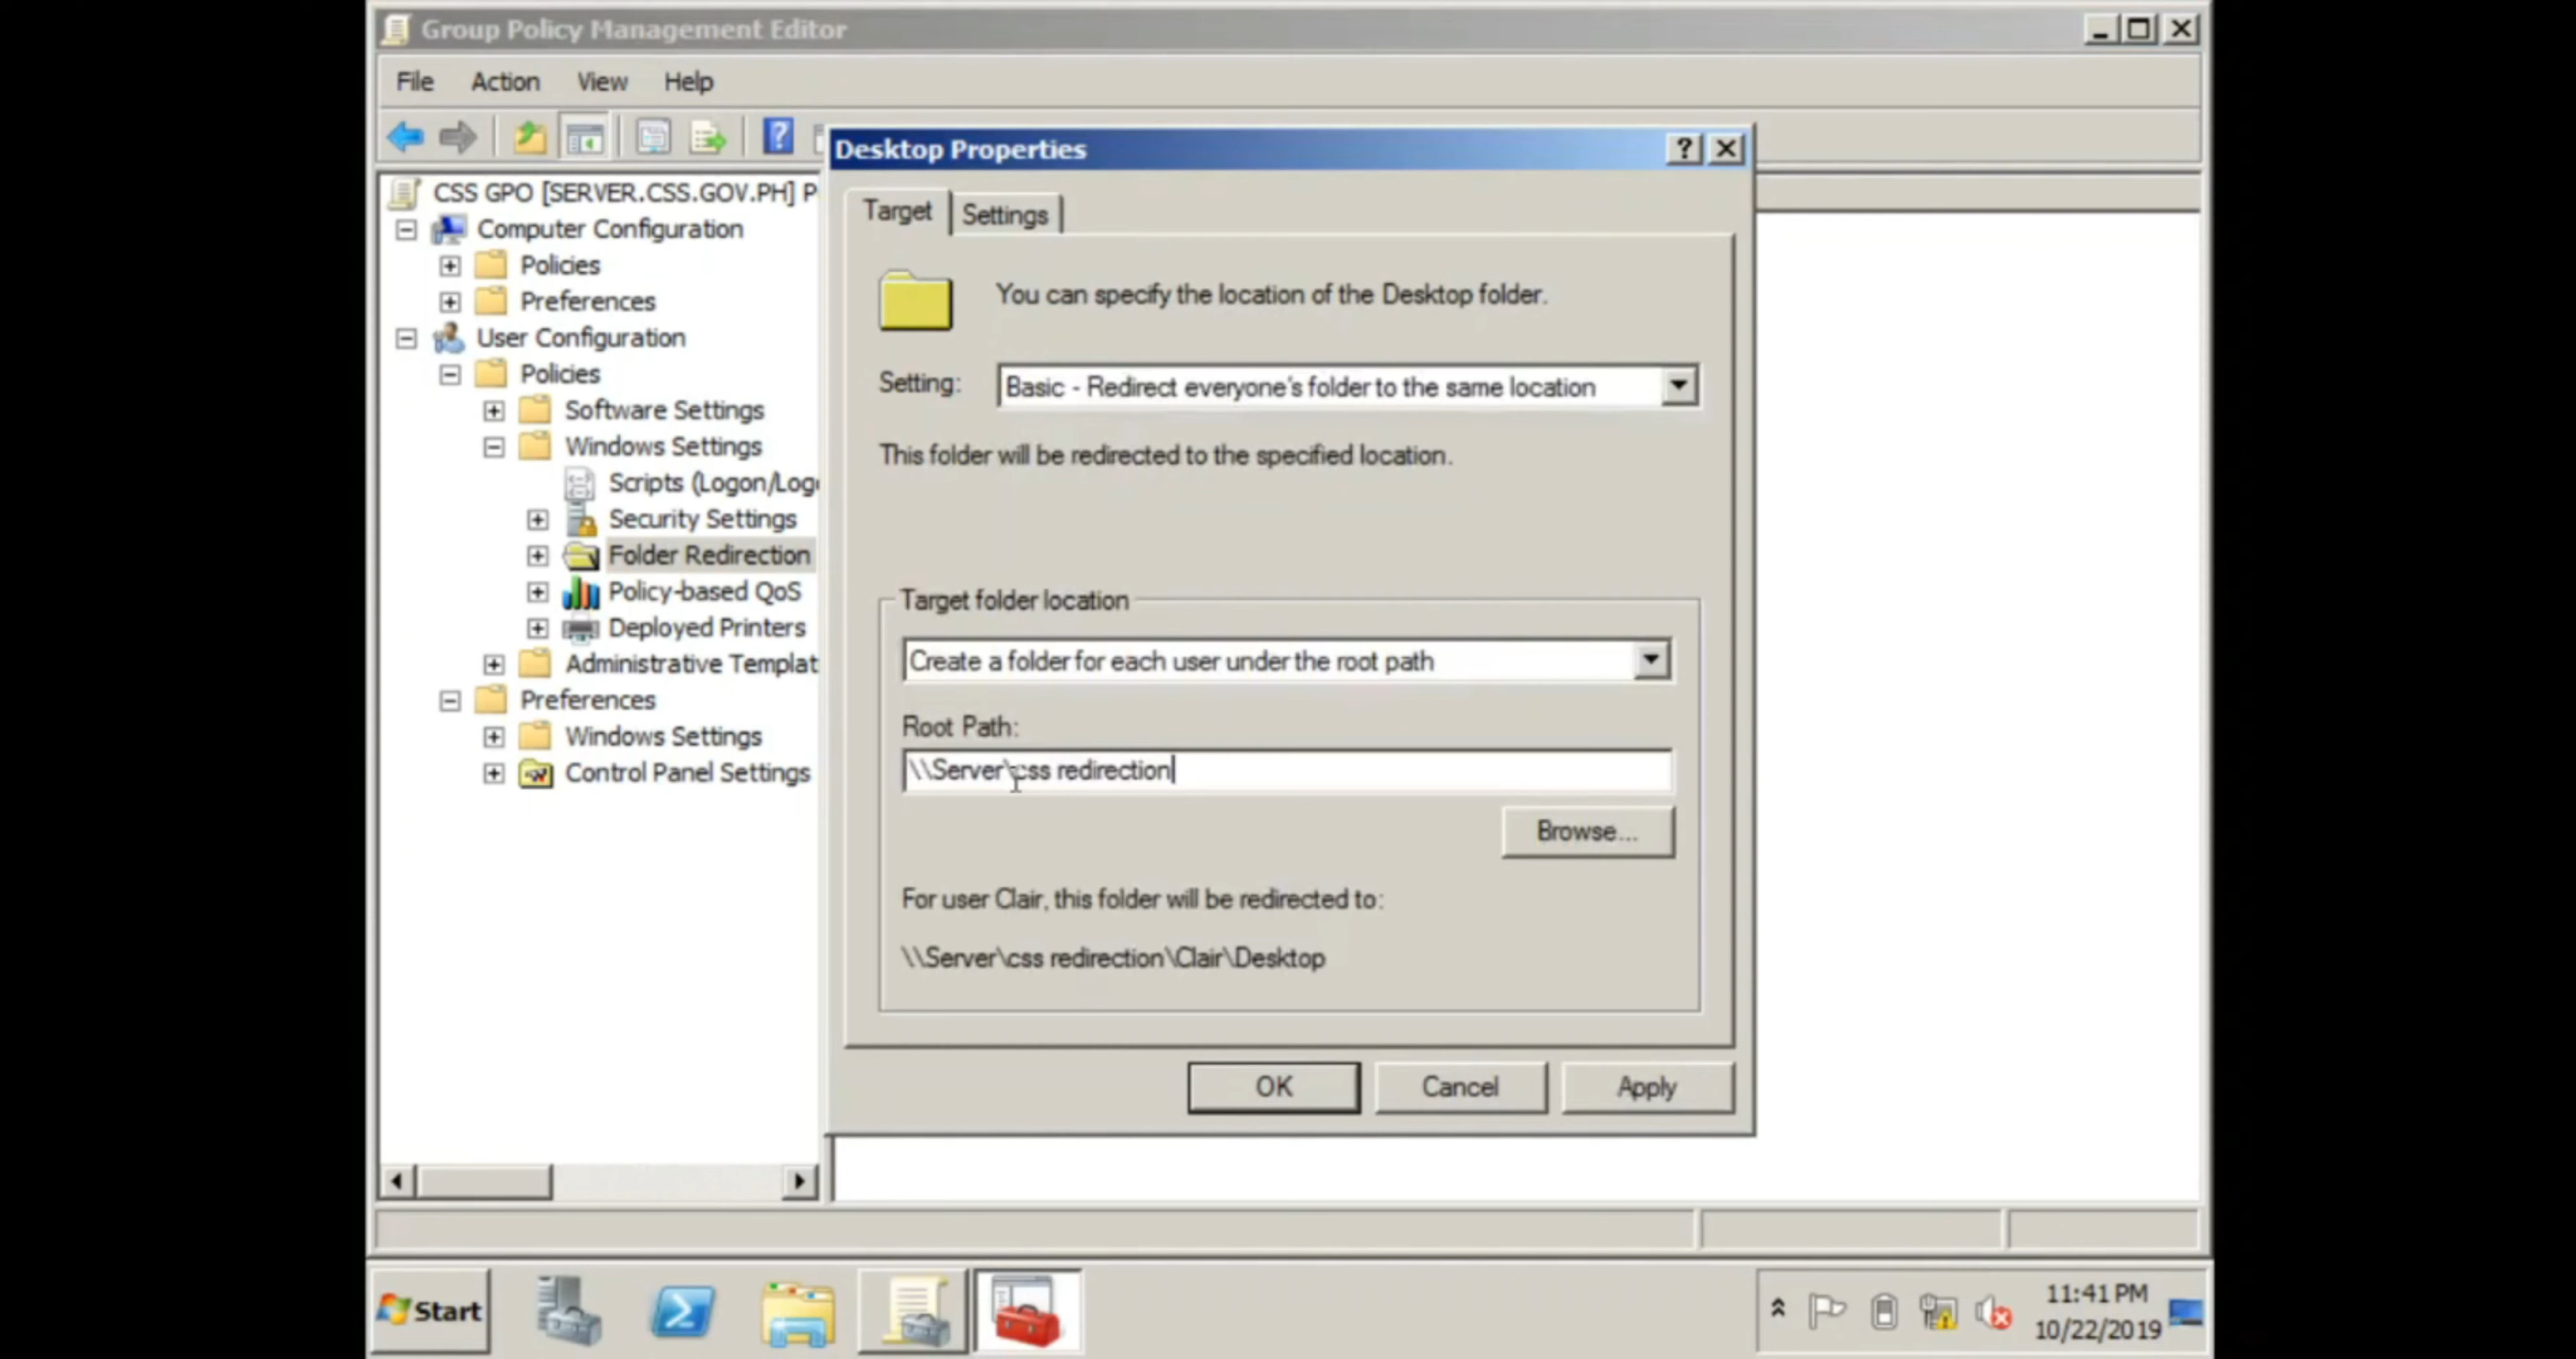 Group Policy Management Editor
File Action View Help
CSS GPO [SERVER.CSS.GOV.PH] P
Computer Configuration
Policies
Preferences
User Configuration
Policies
Software Settings
Windows Settings
Scripts (Logon/Log
Security Settings
Folder Redirection
Policy-based QoS
Deployed Printers
Administrative Templat
Preferences
Windows Settings
Control Panel Settings
Desktop Properties
Target Settings
You can specify the location of the Desktop folder.
Setting: Basic - Redirect everyone's folder to the same location
This folder will be redirected to the specified location.
Target folder location
Create a folder for each user under the root path
Root Path:
\\Server\css redirection
Browse...
For user Clair, this folder will be redirected to:
\\Server\css redirection\Clair\Desktop
OK Cancel Apply
Start
11:41 PM
10/22/2019